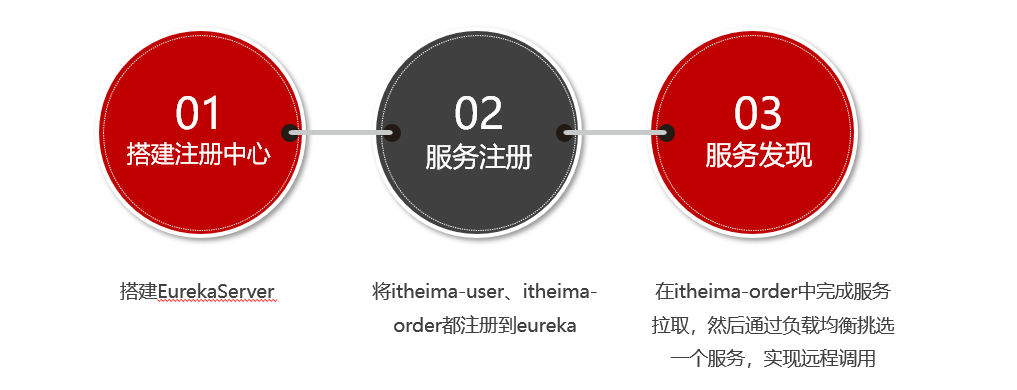 01
搭建注册中心
02
服务注册
03
服务发现
搭建EurekaServer
将itheima-user、itheima-
order都注册到eureka
在itheima-order中完成服务
拉取，然后通过负载均衡挑选
一个服务，实现远程调用